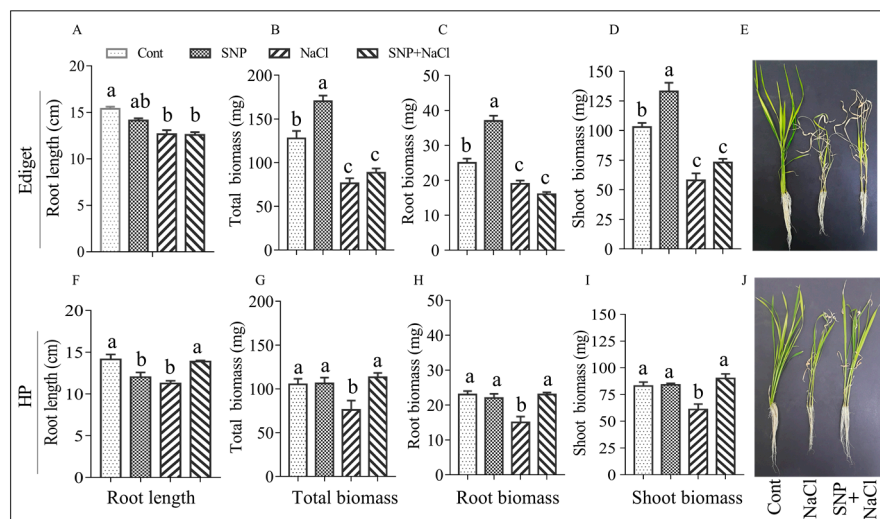 A B C D E
Cont SNP NaCl SNP+NaCl
Ediget
Root length (cm)
20
15
10
5
0
a ab b b
Total biomass (mg)
200
150
100
50
0
b a c c
Root biomass (mg)
50
40
30
20
10
0
b a c c
Shoot biomass (mg)
150
125
100
75
50
25
0
b a c c
F G H I J
HP
Root length (cm)
20
15
10
5
0
a b b a
Total biomass (mg)
200
150
100
50
0
a a b a
Root biomass (mg)
50
40
30
20
10
0
a a b a
Shoot biomass (mg)
150
125
100
75
50
25
0
a a b a
Root length Total biomass Root biomass Shoot biomass
Cont
NaCl
SNP
+
NaCl